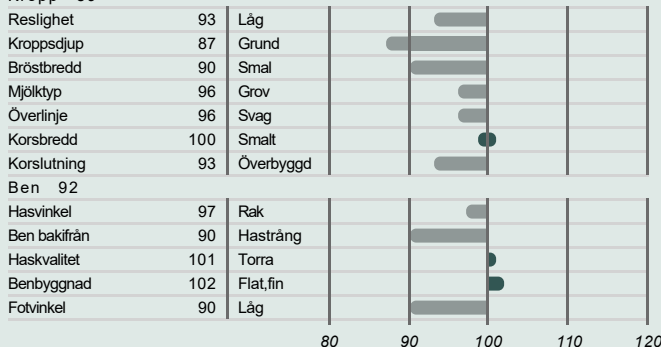 Reslighet 93 Låg
Kroppsdjup 87 Grund
Bröstbredd 90 Smal
Mjölktyp 96 Grov
Överlinje 96 Svag
Korsbredd 100 Smalt
Korslutning 93 Överbyggd
Ben 92
Hasvinkel 97 Rak
Ben bakifrån 90 Hastrång
Haskvalitet 101 Torra
Benbyggnad 102 Flat,fin
Fotvinkel 90 Låg
80 90 100 110 120